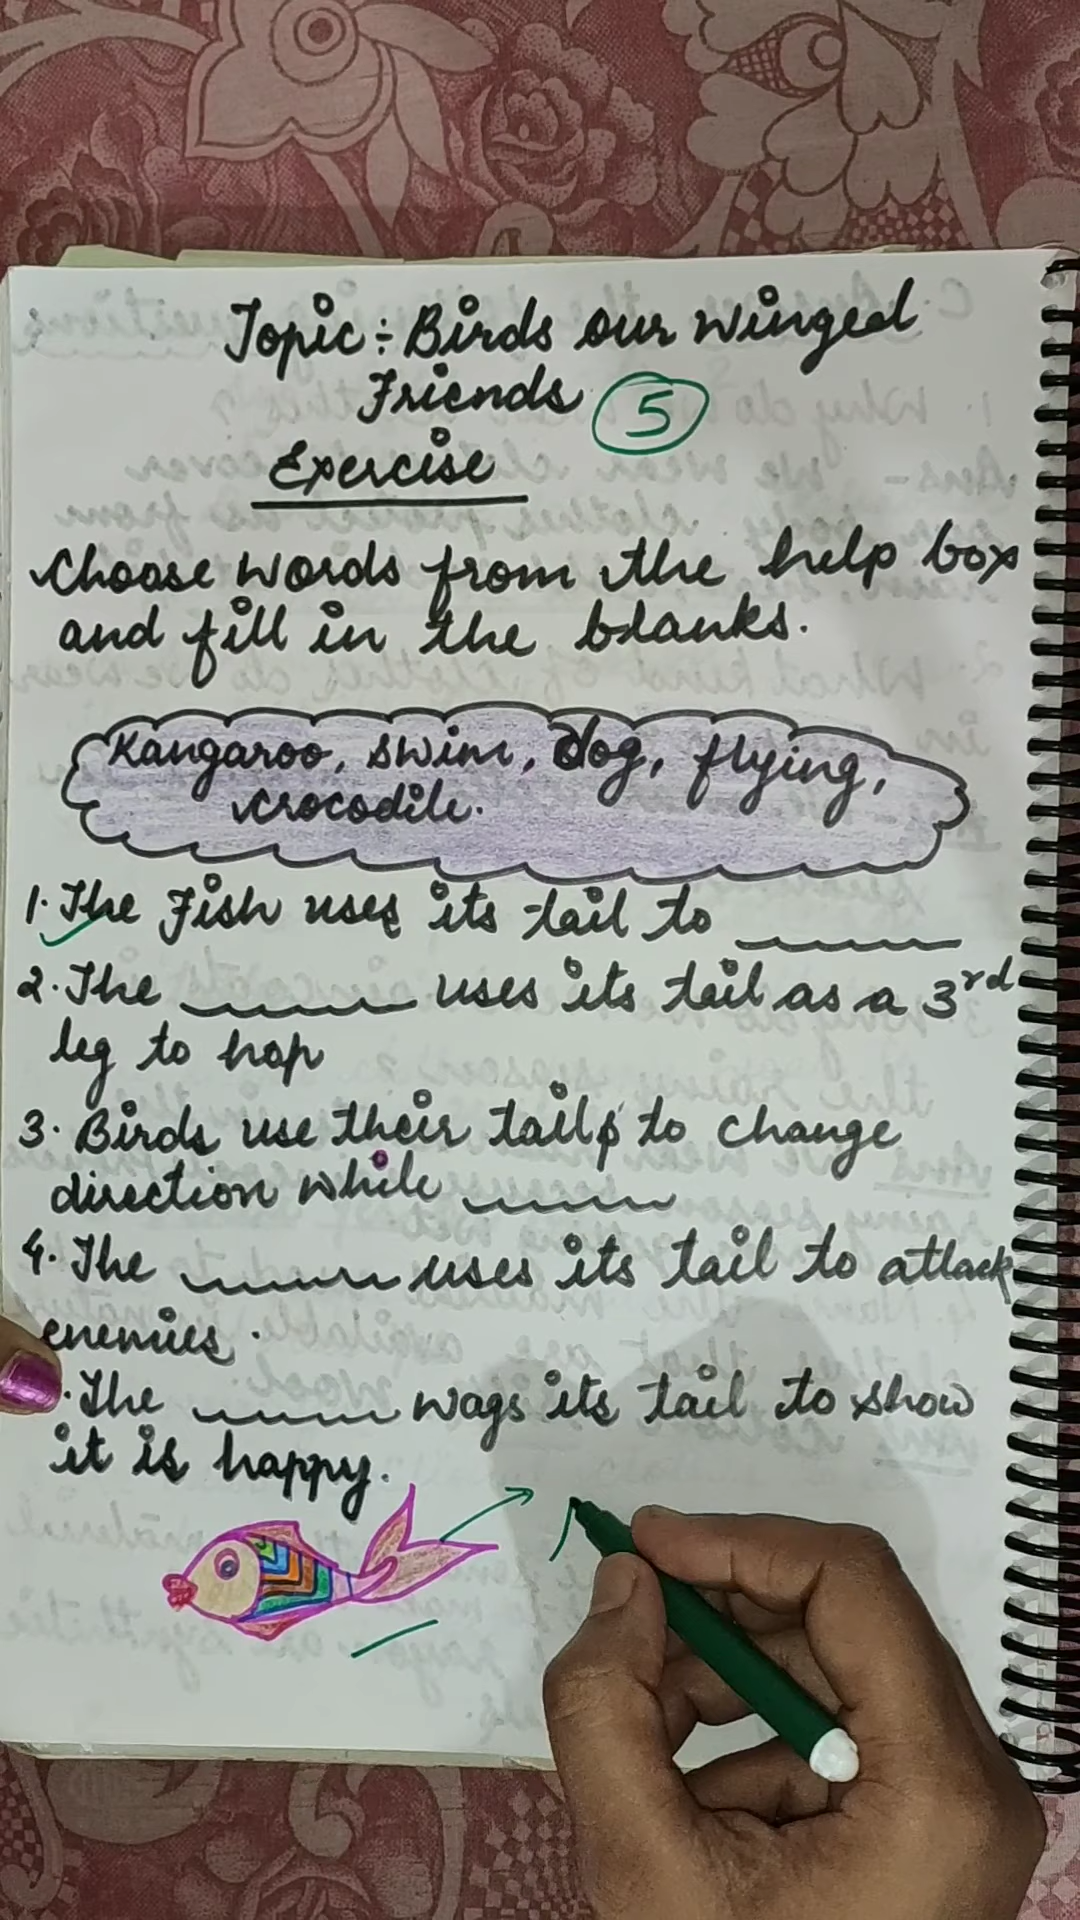 Topic :- Birds our winged
Friends 5
Exercise
Choose words from the help box
and fill in the blanks.
Kangaroo, swim, dog, flying,
crocodile.
1. The Fish uses its tail to ______
2. The ______ uses its tail as a 3rd
leg to hop
3. Birds use their tails to change
direction while ______
4. The ______ uses its tail to attack
enemies.
. The ______ wags its tail to show
it is happy.